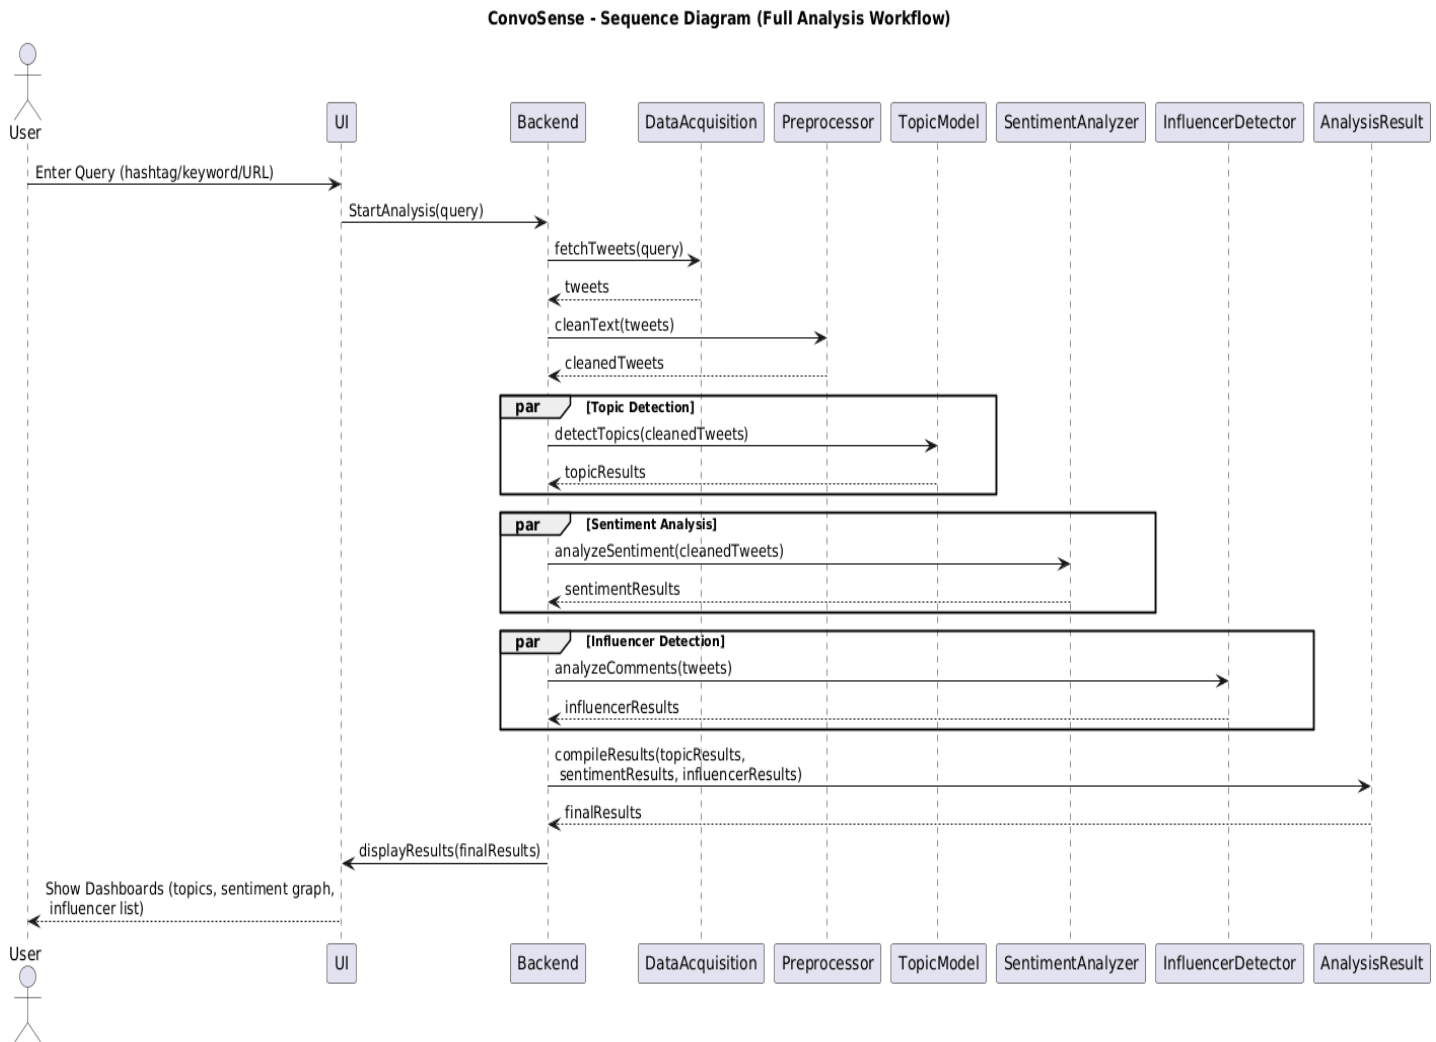 ConvoSense - Sequence Diagram (Full Analysis Workflow)
User
UI
Backend
DataAcquisition
Preprocessor
TopicModel
SentimentAnalyzer
InfluencerDetector
AnalysisResult
Enter Query (hashtag/keyword/URL)
StartAnalysis(query)
fetchTweets(query)
tweets
cleanText(tweets)
cleanedTweets
par [Topic Detection]
detectTopics(cleanedTweets)
topicResults
par [Sentiment Analysis]
analyzeSentiment(cleanedTweets)
sentimentResults
par [Influencer Detection]
analyzeComments(tweets)
influencerResults
compileResults(topicResults,
sentimentResults, influencerResults)
finalResults
displayResults(finalResults)
Show Dashboards (topics, sentiment graph,
influencer list)
User
UI
Backend
DataAcquisition
Preprocessor
TopicModel
SentimentAnalyzer
InfluencerDetector
AnalysisResult